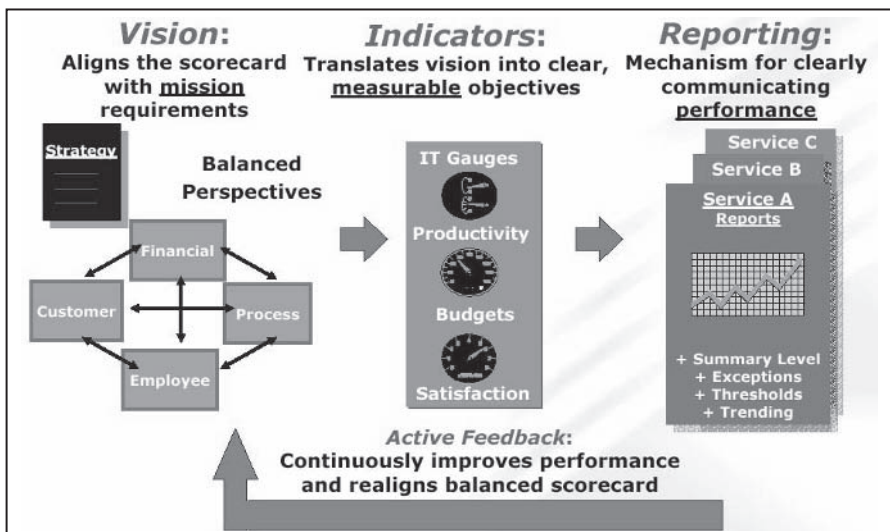 Vision:
Aligns the scorecard
with mission
requirements
Strategy
Balanced
Perspectives
Financial
Customer
Process
Employee
Indicators:
Translates vision into clear,
measurable objectives
IT Gauges
Productivity
Budgets
Satisfaction
Reporting:
Mechanism for clearly
communicating
performance
Service C
Service B
Service A
Reports
+ Summary Level
+ Exceptions
+ Thresholds
+ Trending
Active Feedback:
Continuously improves performance
and realigns balanced scorecard